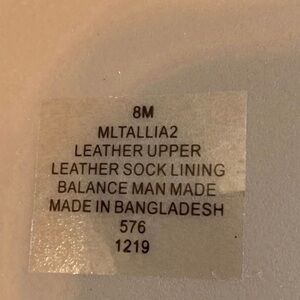 8M
MLTALLIA2
LEATHER UPPER
LEATHER SOCK LINING
BALANCE MAN MADE
MADE IN BANGLADESH
576
1219